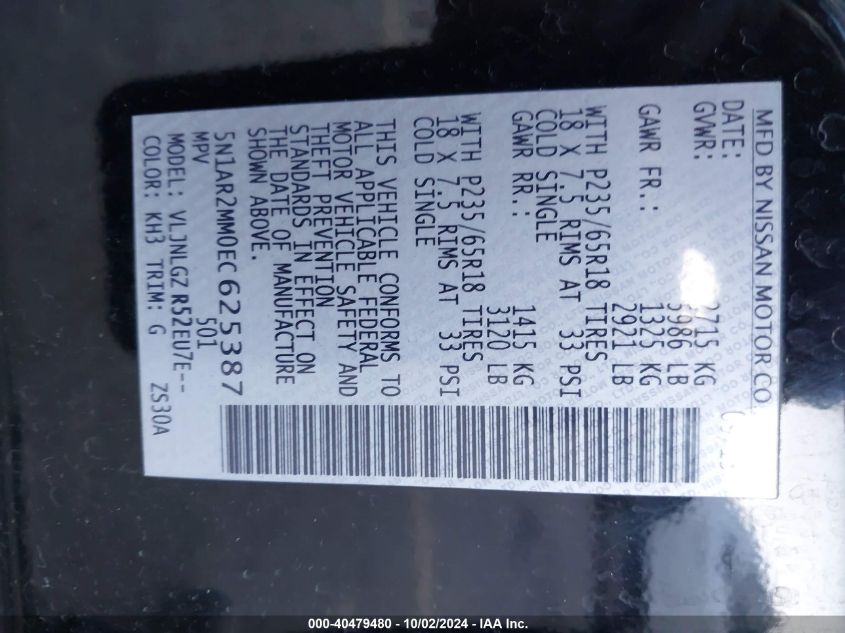 MFD BY NISSAN MOTOR CO
DATE:
GVWR: 2715 KG
5986 LB
GAWR FR.: 1325 KG
2921 LB
WITH P235/65R18 TIRES
18 X 7.5 RIMS AT 33 PSI
COLD SINGLE
GAWR RR.: 1415 KG
3120 LB
WITH P235/65R18 TIRES
18 X 7.5 RIMS AT 33 PSI
COLD SINGLE
THIS VEHICLE CONFORMS TO
ALL APPLICABLE FEDERAL
MOTOR VEHICLE SAFETY AND
THEFT PREVENTION
STANDARDS IN EFFECT ON
THE DATE OF MANUFACTURE
SHOWN ABOVE.
5N1AR2MM0EC625387
MPV 501
MODEL: VLJNLGZ R52EU7E--
COLOR: KH3 TRIM: G ZS30A
000-40479480 - 10/02/2024 - IAA Inc.